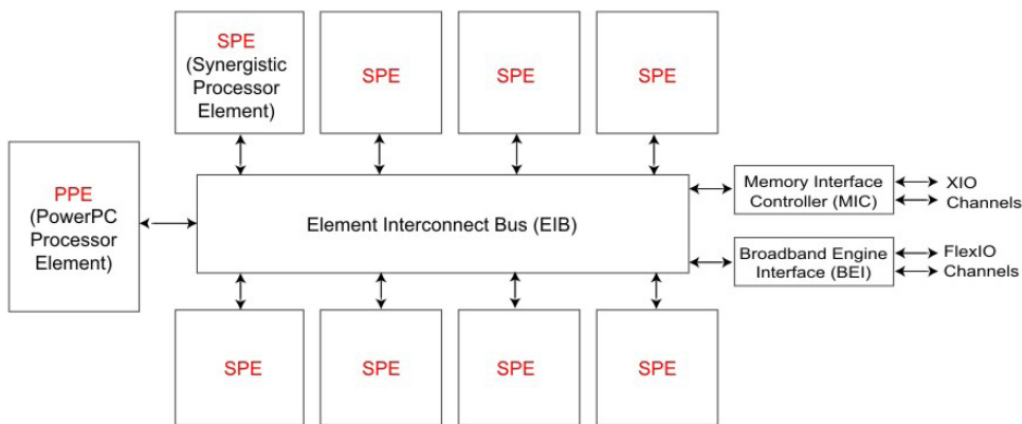 SPE
(Synergistic
Processor
Element)
SPE
SPE
SPE
PPE
(PowerPC
Processor
Element)
Element Interconnect Bus (EIB)
Memory Interface
Controller (MIC)
XIO
Channels
Broadband Engine
Interface (BEI)
FlexIO
Channels
SPE
SPE
SPE
SPE